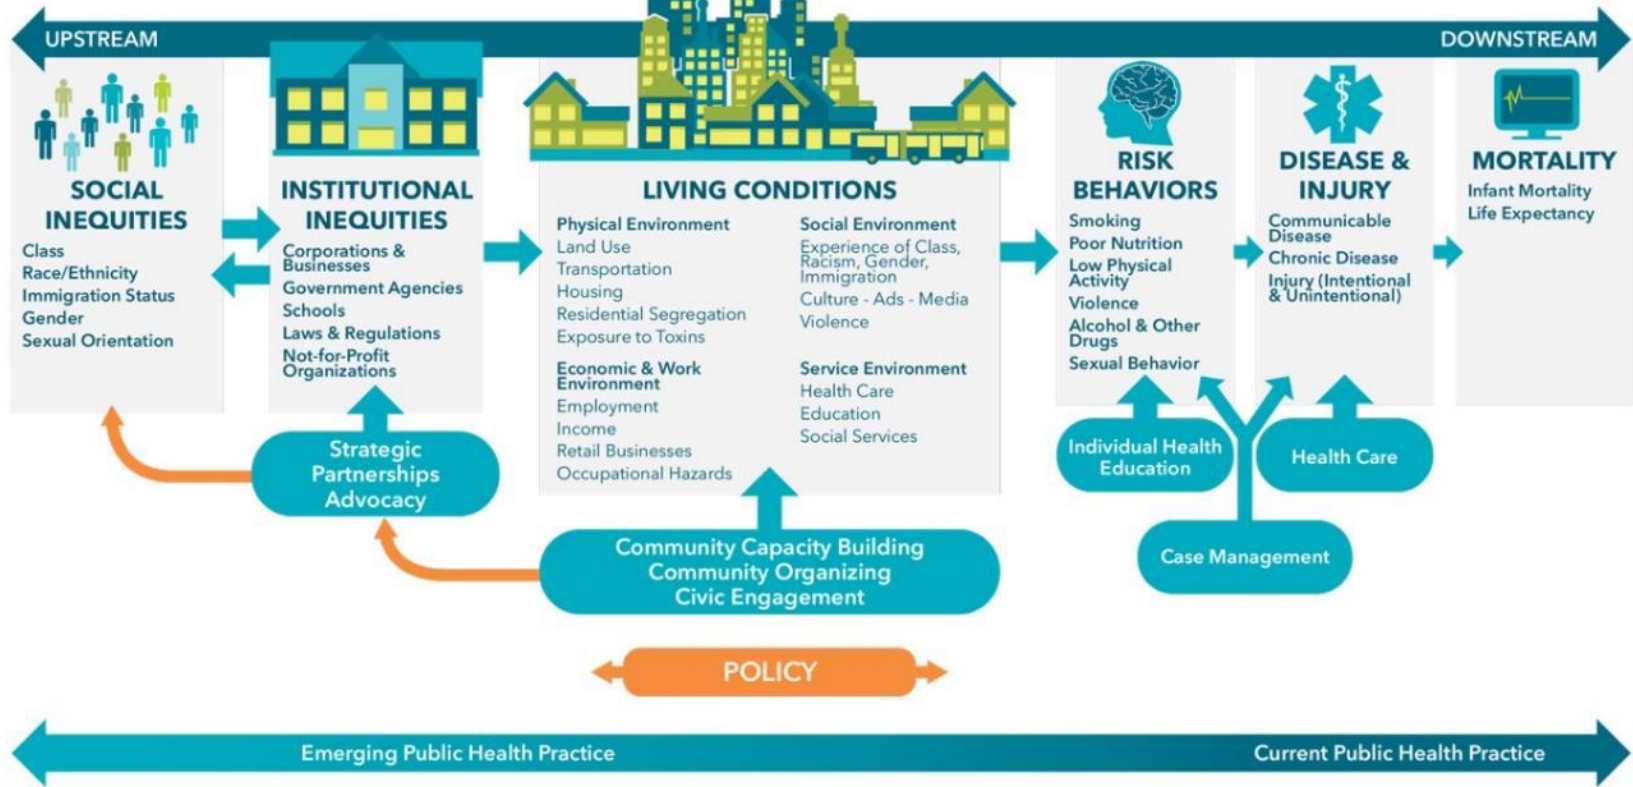 UPSTREAM
DOWNSTREAM
SOCIAL
INEQUITIES
Class
Race/Ethnicity
Immigration Status
Gender
Sexual Orientation
INSTITUTIONAL
INEQUITIES
Corporations &
Businesses
Government Agencies
Schools
Laws & Regulations
Not-for-Profit
Organizations
LIVING CONDITIONS
Physical Environment
Land Use
Transportation
Housing
Residential Segregation
Exposure to Toxins
Economic & Work
Environment
Employment
Income
Retail Businesses
Occupational Hazards
Social Environment
Experience of Class,
Racism, Gender,
Immigration
Culture - Ads - Media
Violence
Service Environment
Health Care
Education
Social Services
RISK
BEHAVIORS
Smoking
Poor Nutrition
Low Physical
Activity
Violence
Alcohol & Other
Drugs
Sexual Behavior
DISEASE &
INJURY
Communicable
Disease
Chronic Disease
Injury (Intentional
& Unintentional)
MORTALITY
Infant Mortality
Life Expectancy
Strategic
Partnerships
Advocacy
Community Capacity Building
Community Organizing
Civic Engagement
Individual Health
Education
Health Care
Case Management
POLICY
Emerging Public Health Practice
Current Public Health Practice